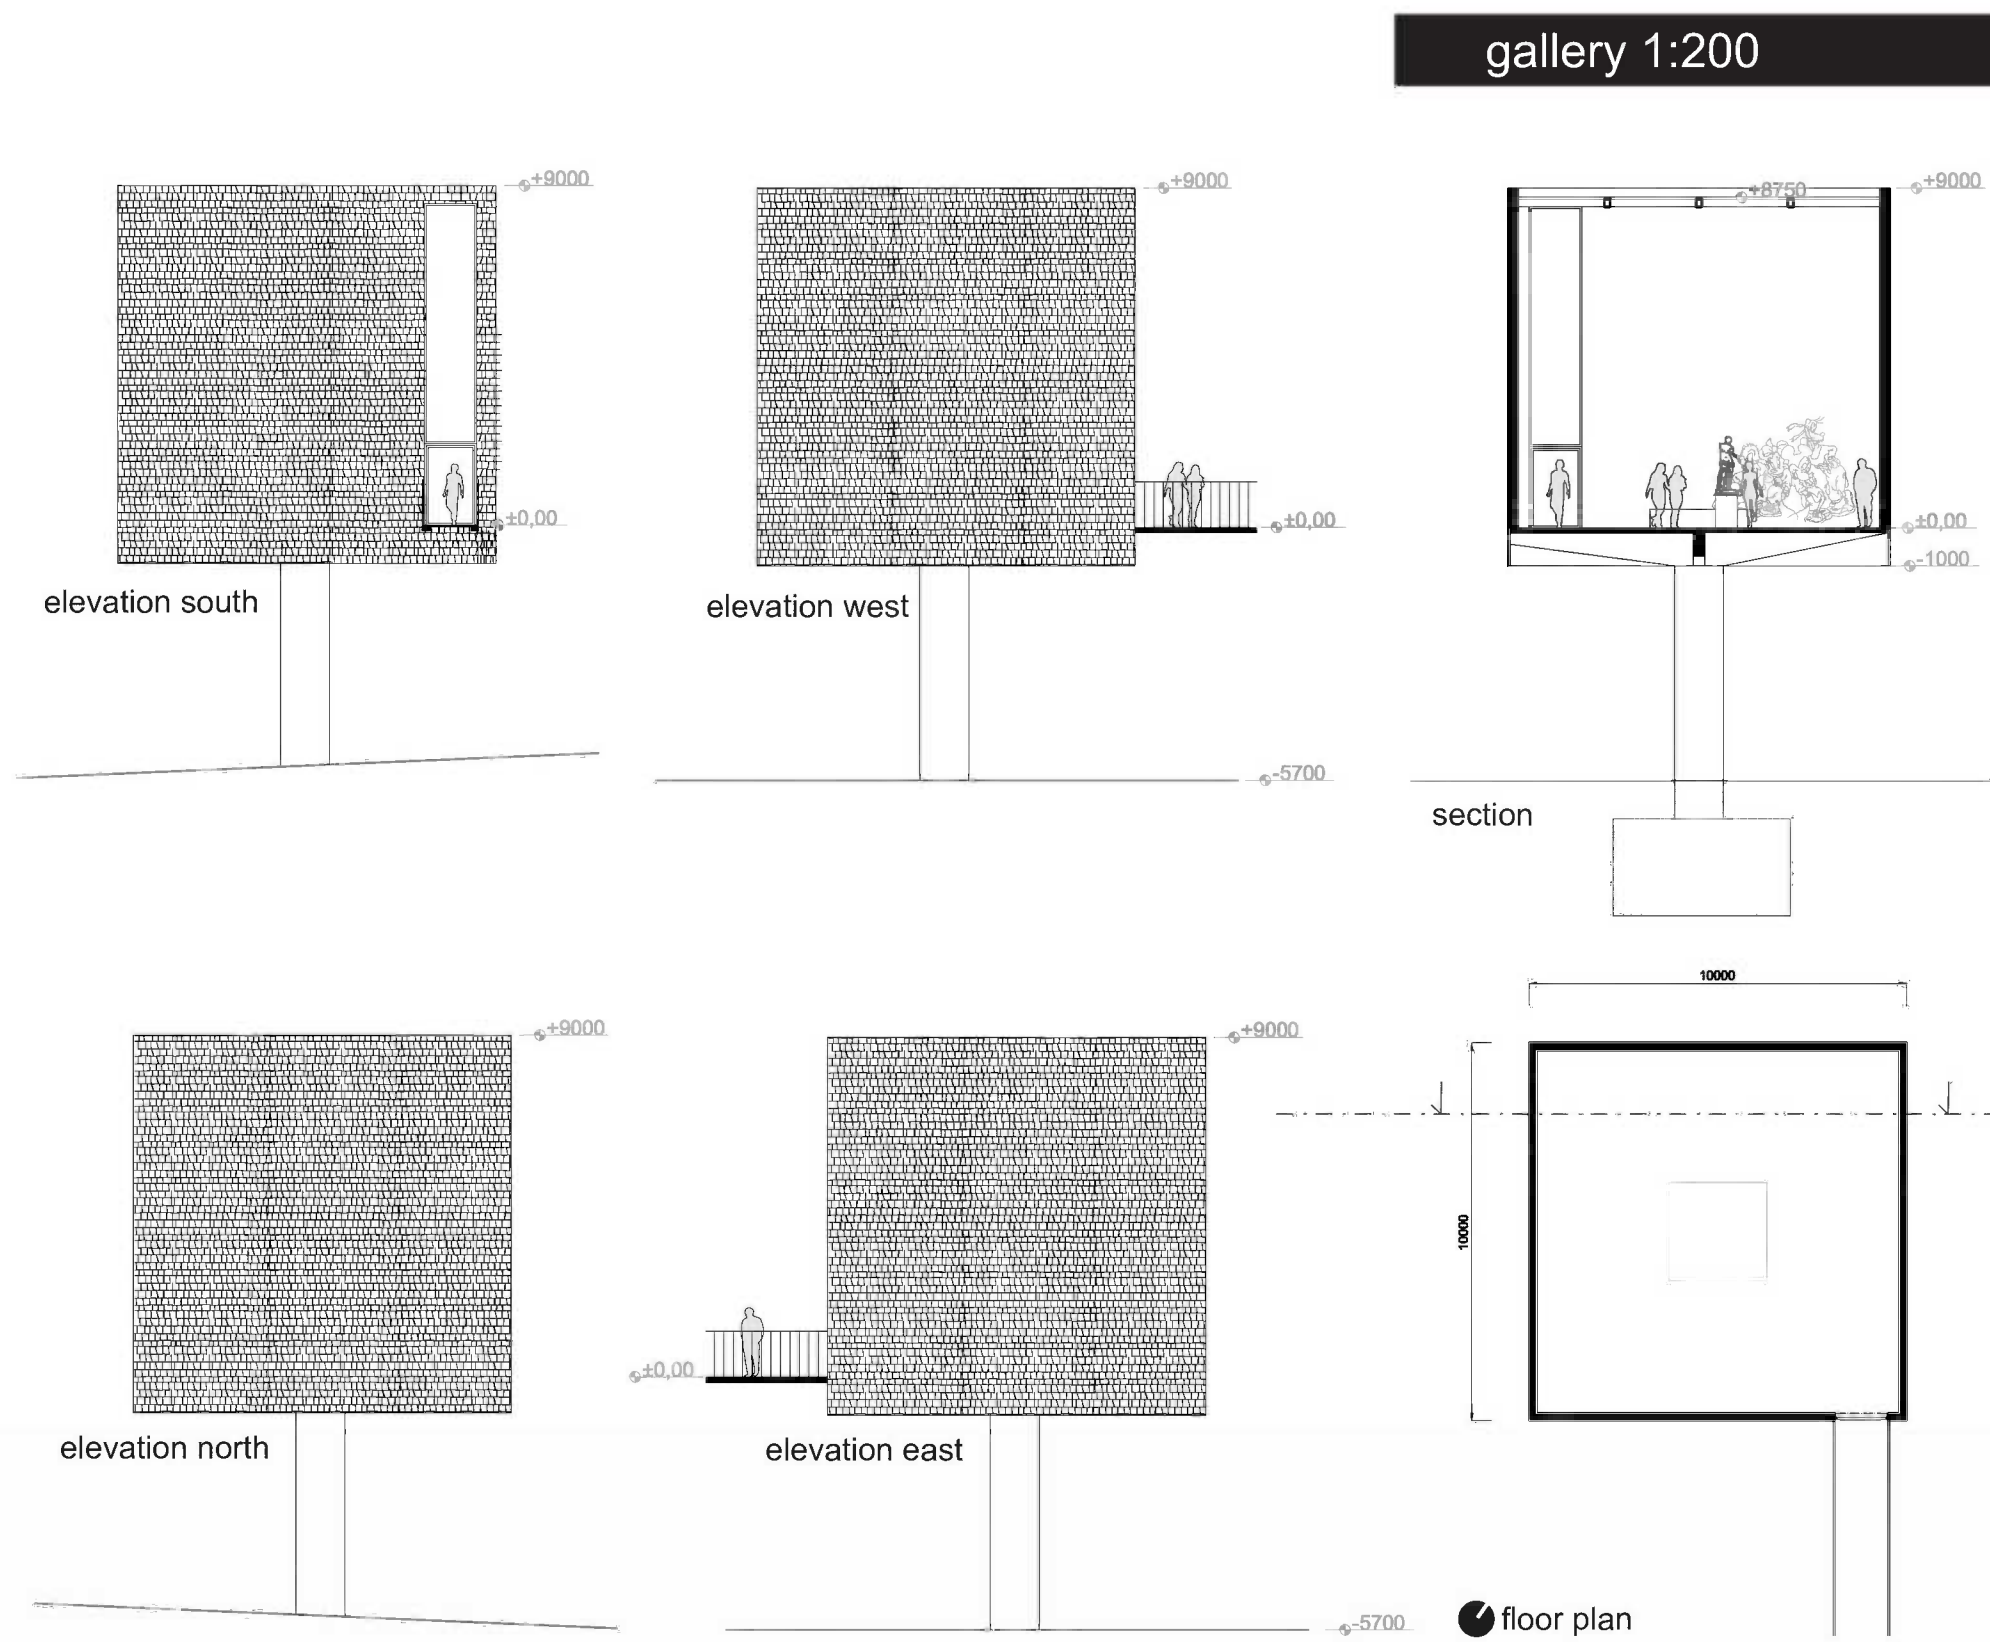 gallery 1:200
+9000
+9000
+8750
+9000
±0,00
±0,00
±0,00
-1000
elevation south
elevation west
-5700
section
10000
+9000
+9000
10000
±0,00
elevation north
elevation east
-5700
floor plan